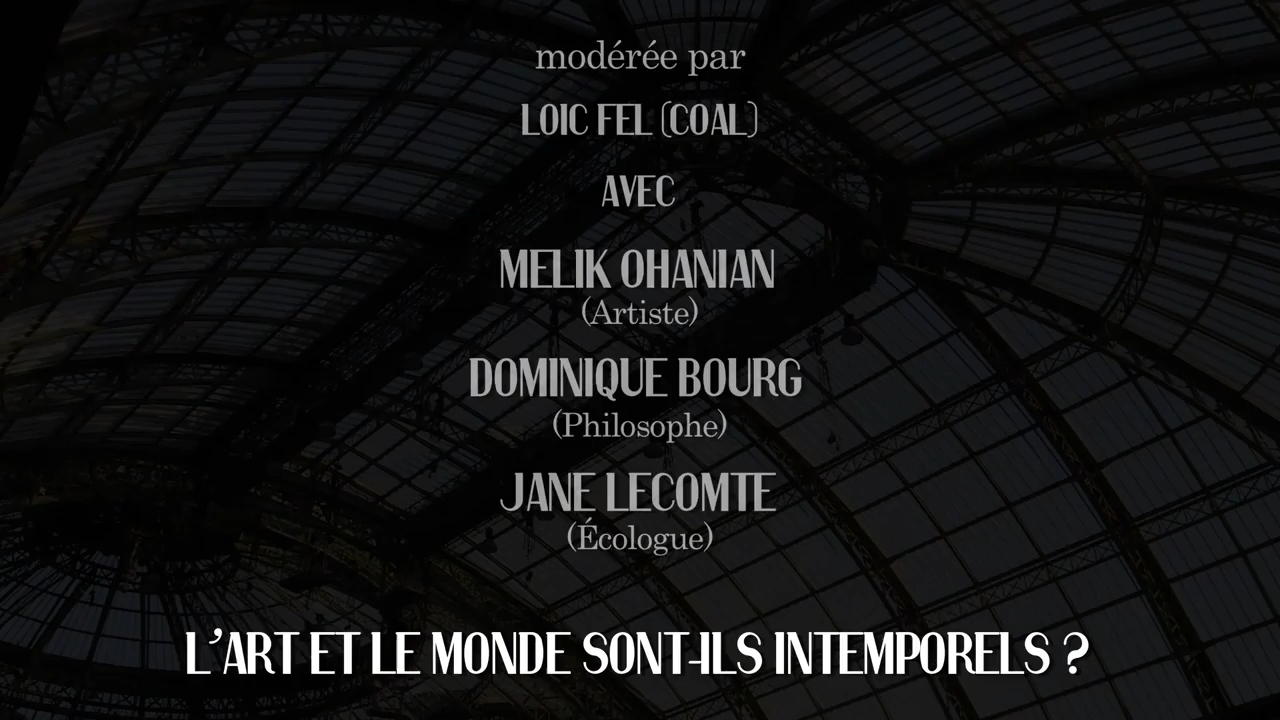 modérée par
LOIC FEL (COAL)
AVEC
MELIK OHANIAN
(Artiste)
DOMINIQUE BOURG
(Philosophe)
JANE LECOMTE
(Écologue)
L'ART ET LE MONDE SONT-ILS INTEMPORELS ?